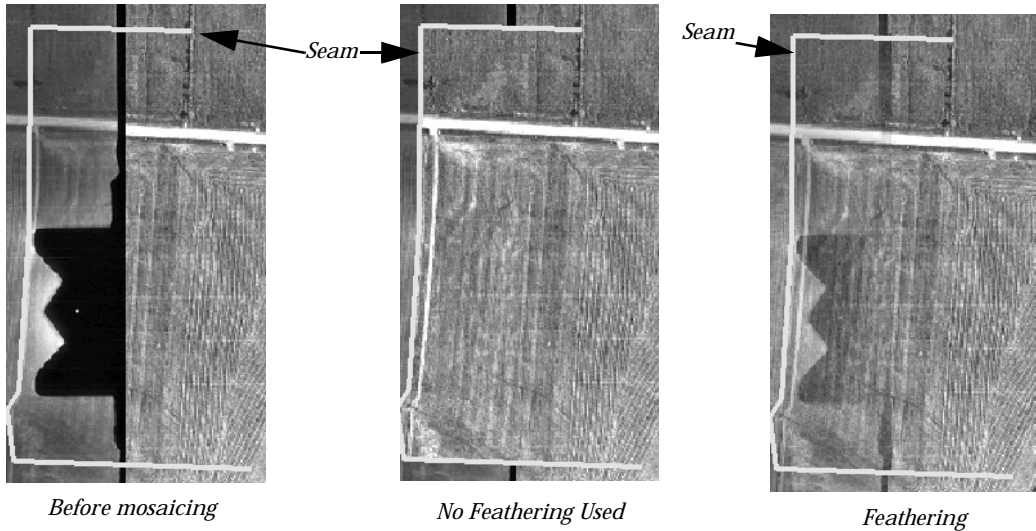 Seam
Seam
Before mosaicing
No Feathering Used
Feathering